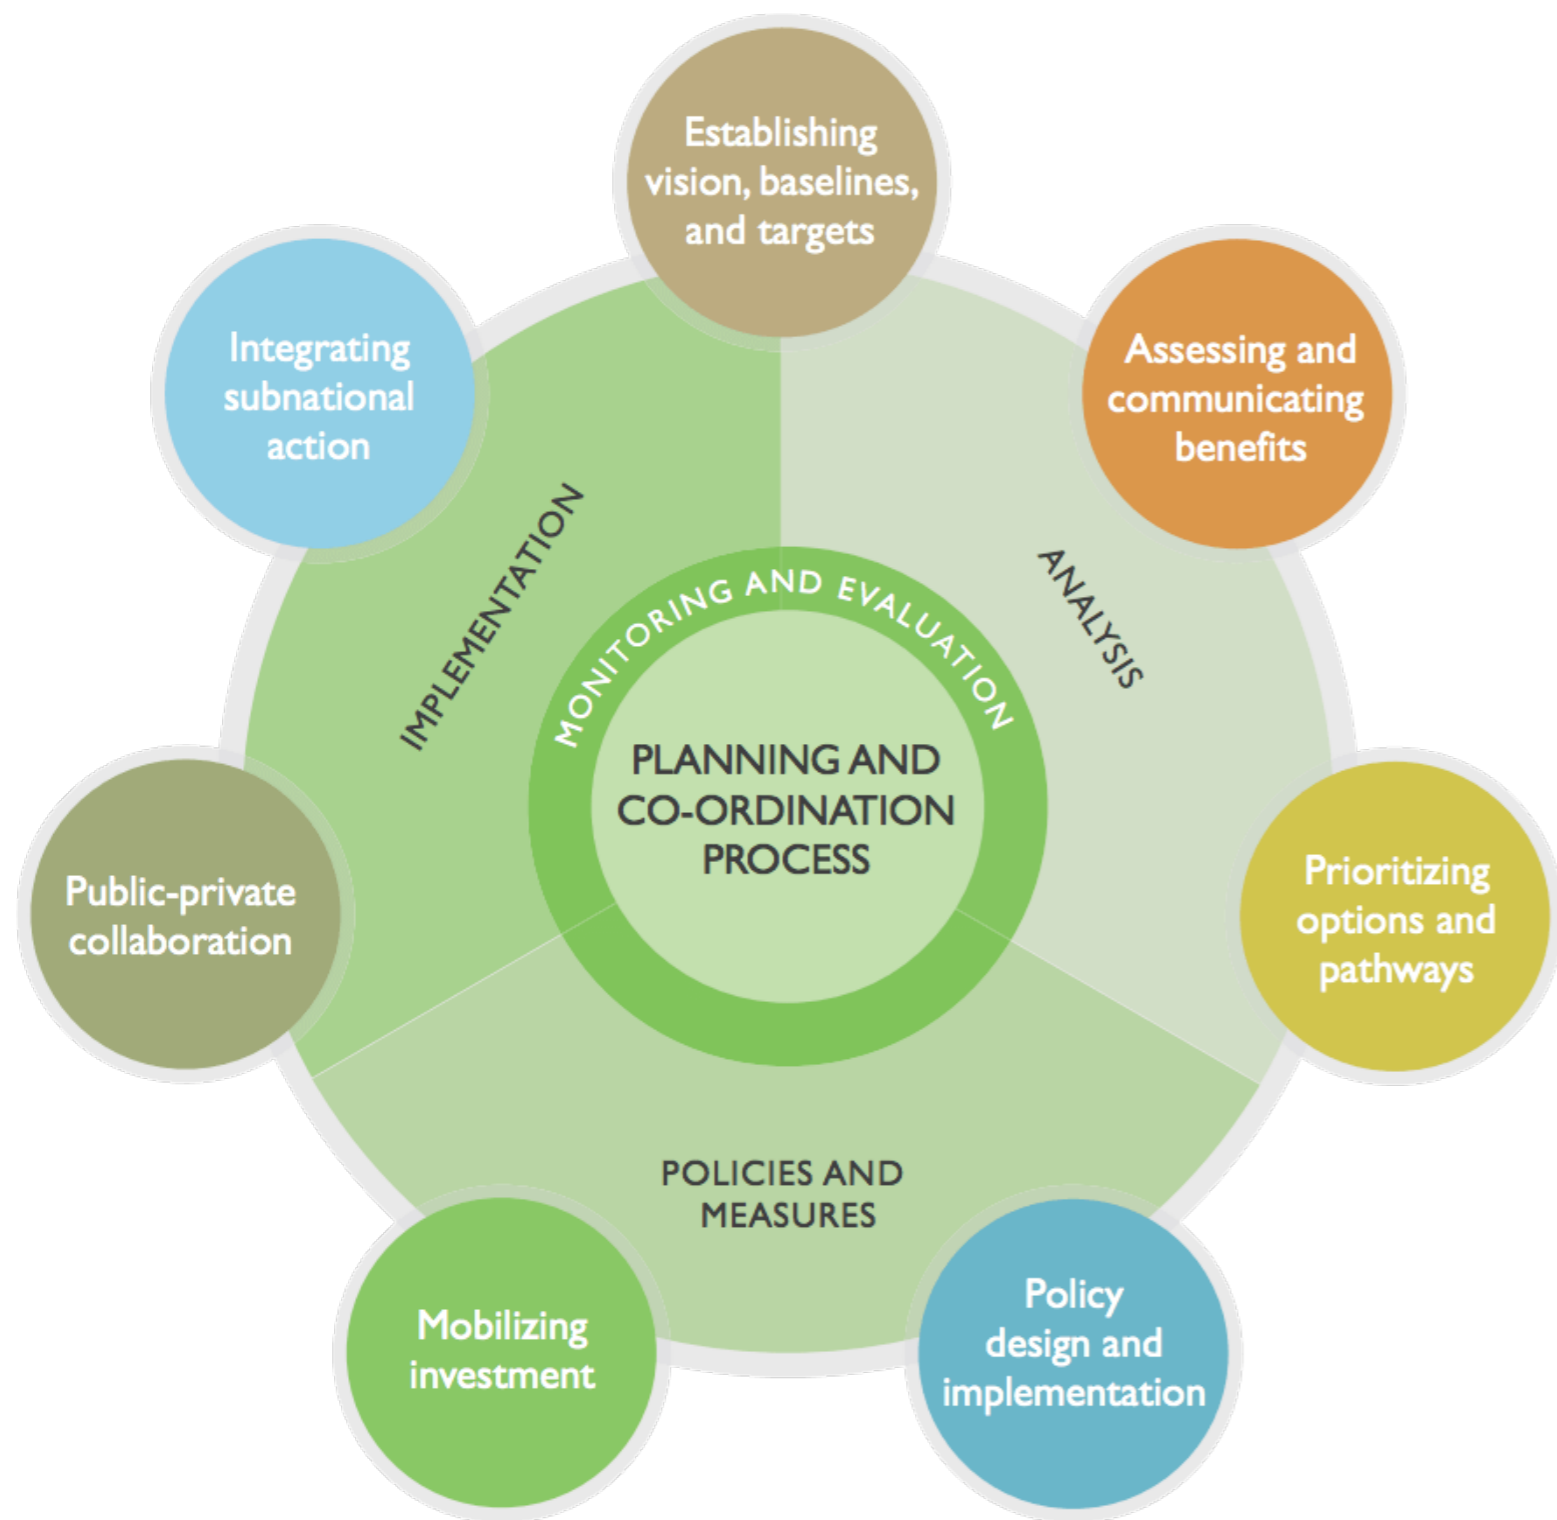 Establishing
vision, baselines,
and targets
Assessing and
communicating
benefits
Prioritizing
options and
pathways
Policy
design and
implementation
Mobilizing
investment
Public-private
collaboration
Integrating
subnational
action
IMPLEMENTATION
ANALYSIS
POLICIES AND
MEASURES
MONITORING AND EVALUATION
PLANNING AND
CO-ORDINATION
PROCESS